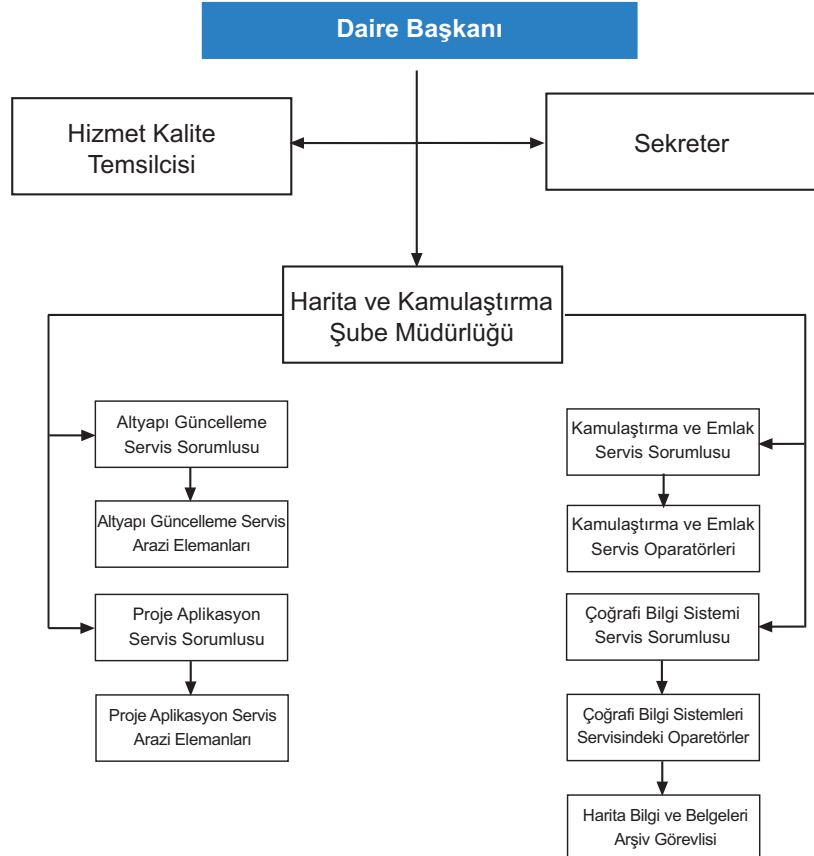 Daire Başkanı
Hizmet Kalite
Temsilcisi
Sekreter
Harita ve Kamulaştırma
Şube Müdürlüğü
Altyapı Güncelleme
Servis Sorumlusu
Altyapı Güncelleme Servis
Arazi Elemanları
Proje Aplikasyon
Servis Sorumlusu
Proje Aplikasyon Servis
Arazi Elemanları
Kamulaştırma ve Emlak
Servis Sorumlusu
Kamulaştırma ve Emlak
Servis Oparatörleri
Çoğrafi Bilgi Sistemi
Servis Sorumlusu
Çoğrafi Bilgi Sistemleri
Servisindeki Oparetörler
Harita Bilgi ve Belgeleri
Arşiv Görevlisi